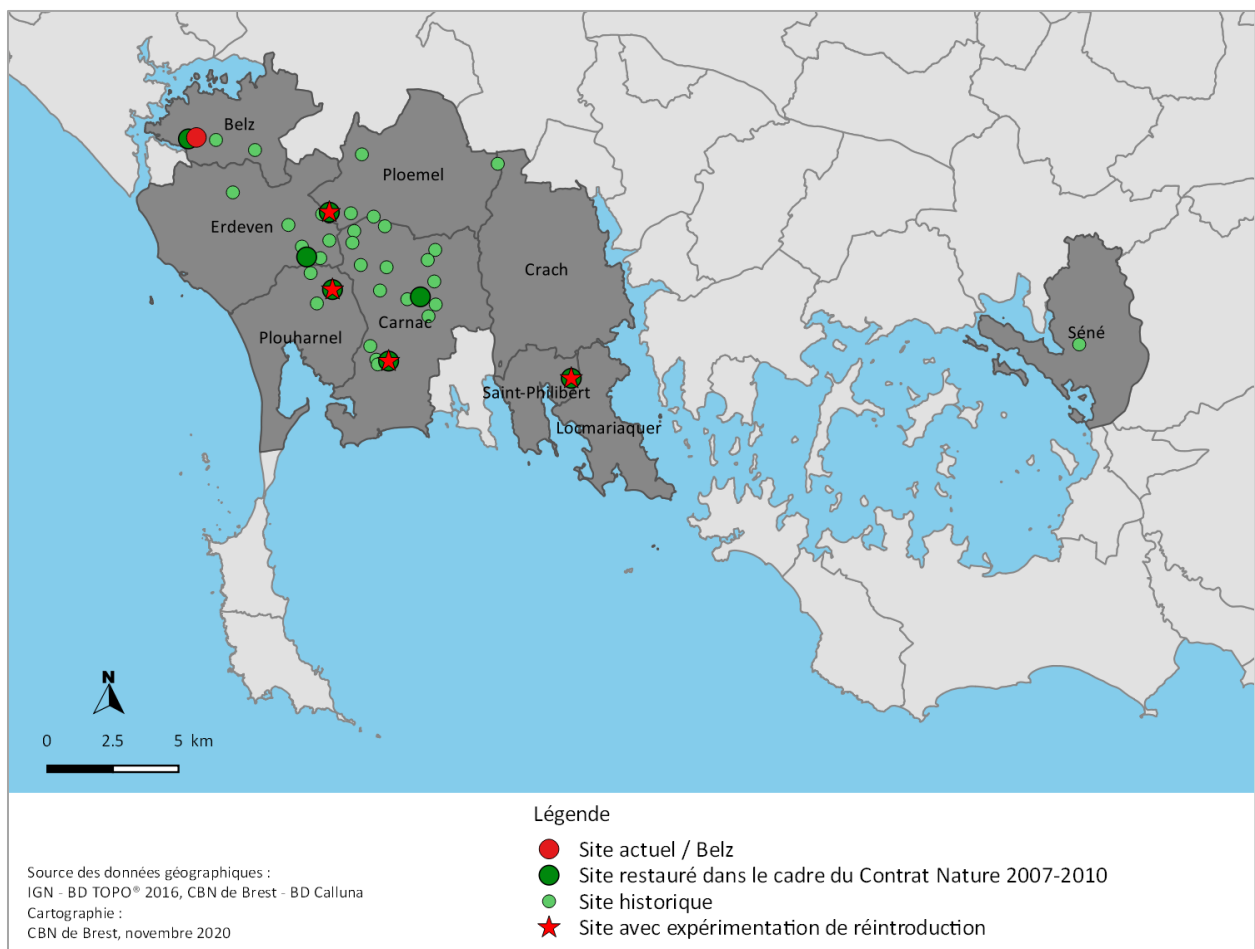 Belz
Ploemel
Erdeven
Crach
Carnac
Plouharnel
Séné
Saint-Philibert
Locmariaquer
N
0 2.5 5 km
Légende
Site actuel / Belz
Site restauré dans le cadre du Contrat Nature 2007-2010
Site historique
Site avec expérimentation de réintroduction
Source des données géographiques :
IGN - BD TOPO® 2016, CBN de Brest - BD Calluna
Cartographie :
CBN de Brest, novembre 2020